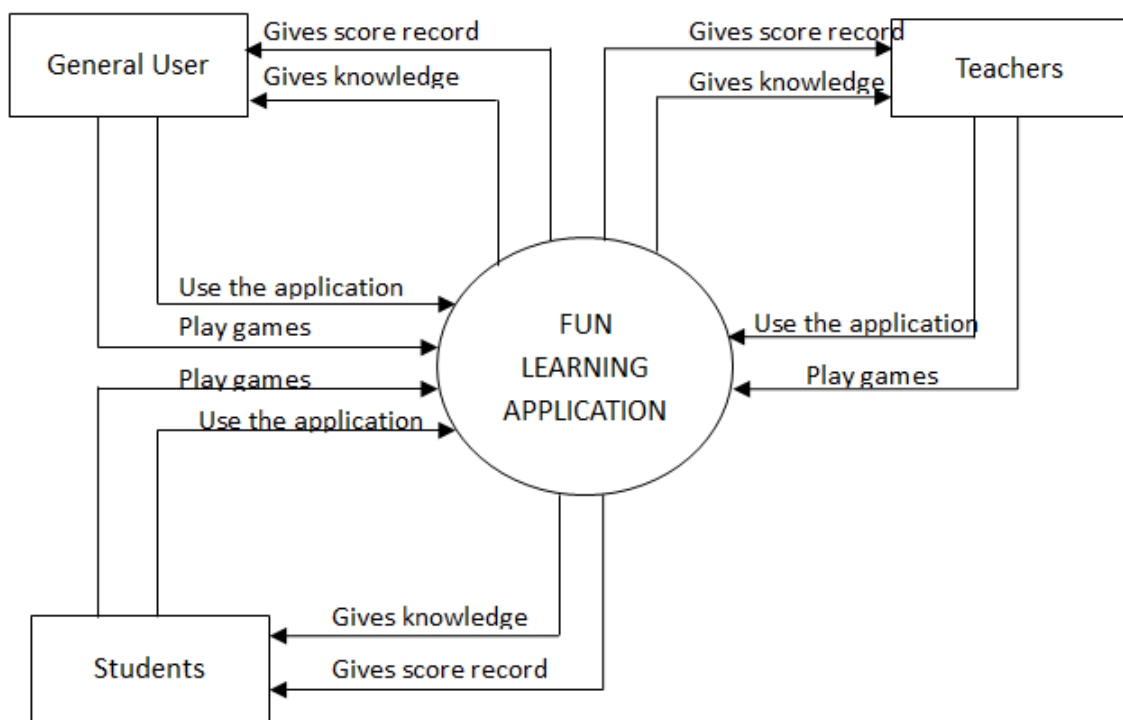 General User
Gives score record
Gives knowledge
Gives score record
Gives knowledge
Teachers
Use the application
Play games
Play games
Use the application
FUN
LEARNING
APPLICATION
Use the application
Play games
Students
Gives knowledge
Gives score record